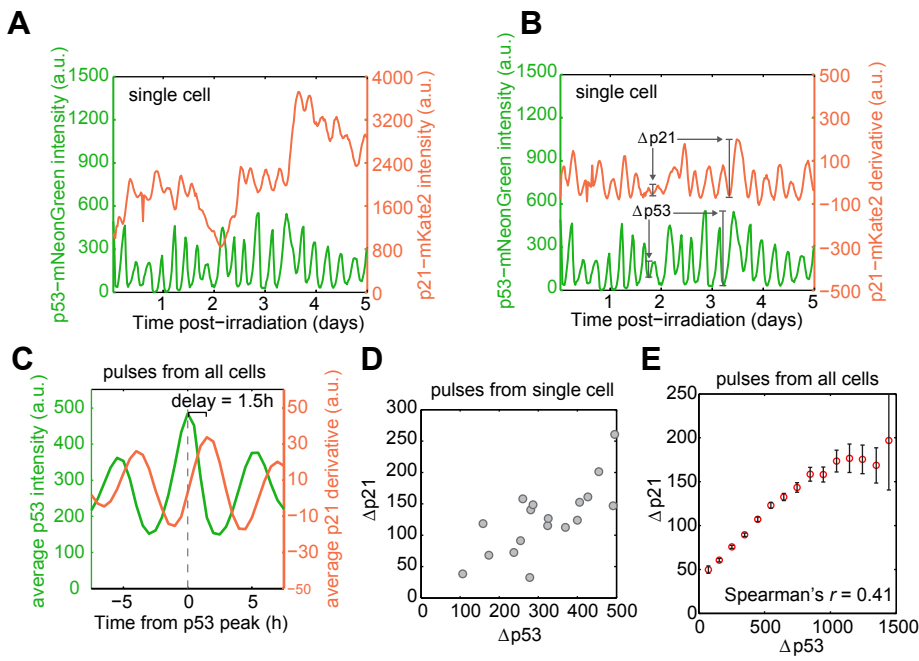 A
single cell
p53−mNeonGreen intensity (a.u.)
1500
1200
900
600
300
0
p21−mKate2 intensity (a.u.)
4000
3200
2400
1600
800
0
1 2 3 4 5
Time post−irradiation (days)
B
single cell
Δp21
Δp53
p53−mNeonGreen intensity (a.u.)
1500
1200
900
600
300
0
p21−mKate2 derivative (a.u.)
500
300
100
−100
−300
−500
1 2 3 4 5
Time post−irradiation (days)
C
pulses from all cells
delay = 1.5h
average p53 intensity (a.u.)
500
400
300
200
100
0
average p21 derivative (a.u.)
50
30
10
−10
−30
−50
−5 0 5
Time from p53 peak (h)
D
pulses from single cell
Δp21
300
250
200
150
100
50
0
0 100 200 300 400 500
Δp53
E
pulses from all cells
Δp21
250
200
150
100
50
0
0 500 1000 1500
Spearman's r = 0.41
Δp53